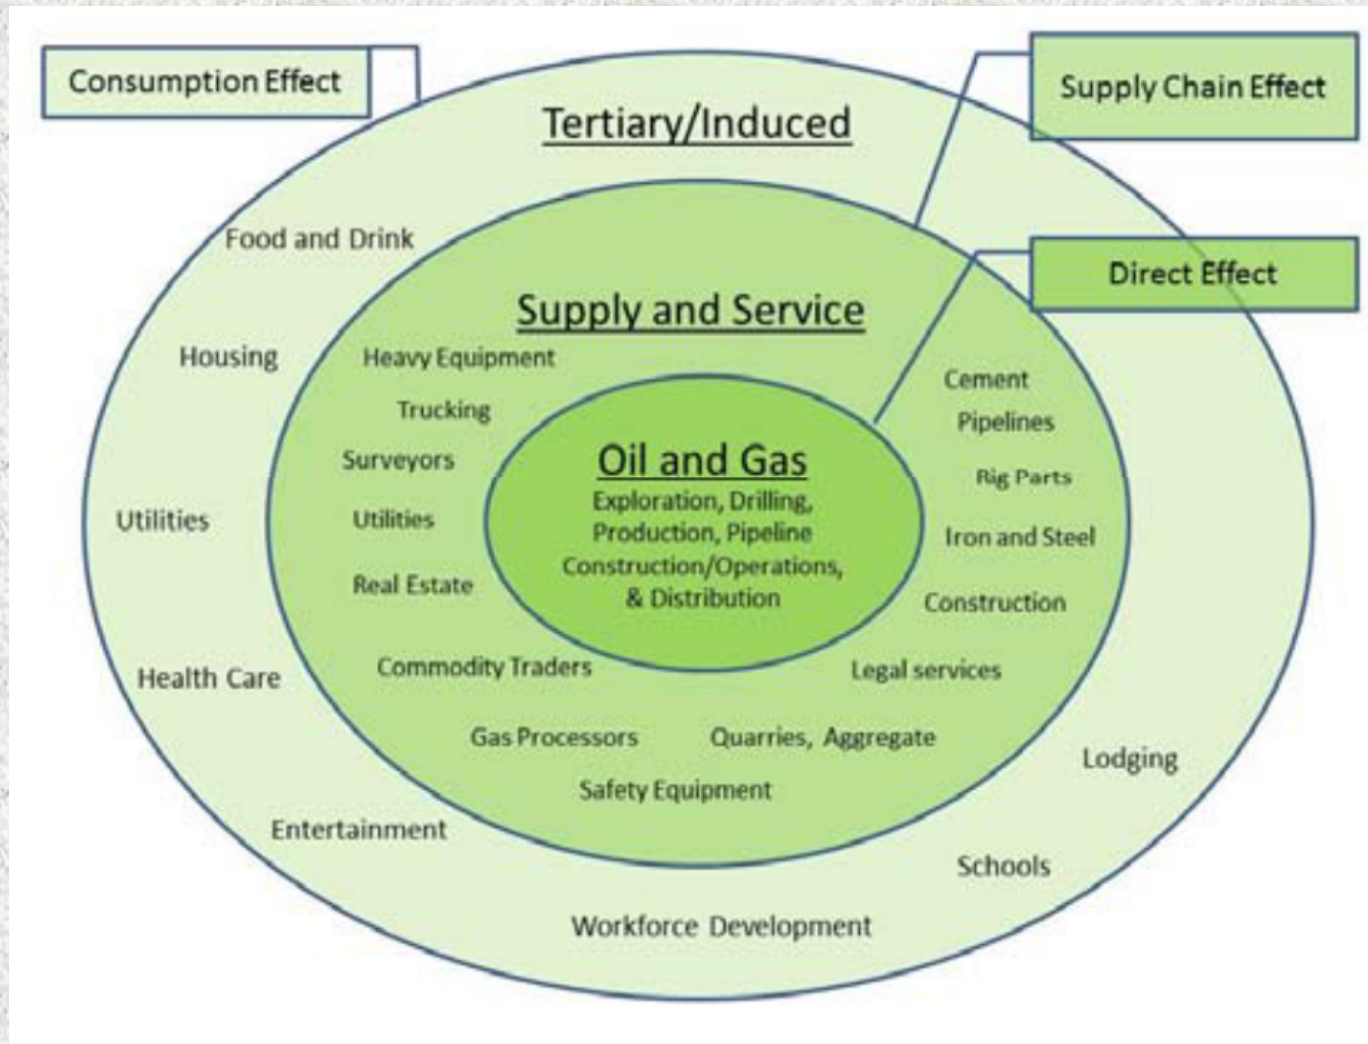 Consumption Effect
Supply Chain Effect
Tertiary/Induced
Direct Effect
Food and Drink
Housing
Utilities
Health Care
Entertainment
Workforce Development
Schools
Lodging
Supply and Service
Heavy Equipment
Trucking
Surveyors
Utilities
Real Estate
Commodity Traders
Gas Processors
Safety Equipment
Quarries, Aggregate
Legal services
Construction
Iron and Steel
Rig Parts
Pipelines
Cement
Oil and Gas
Exploration, Drilling,
Production, Pipeline
Construction/Operations,
& Distribution